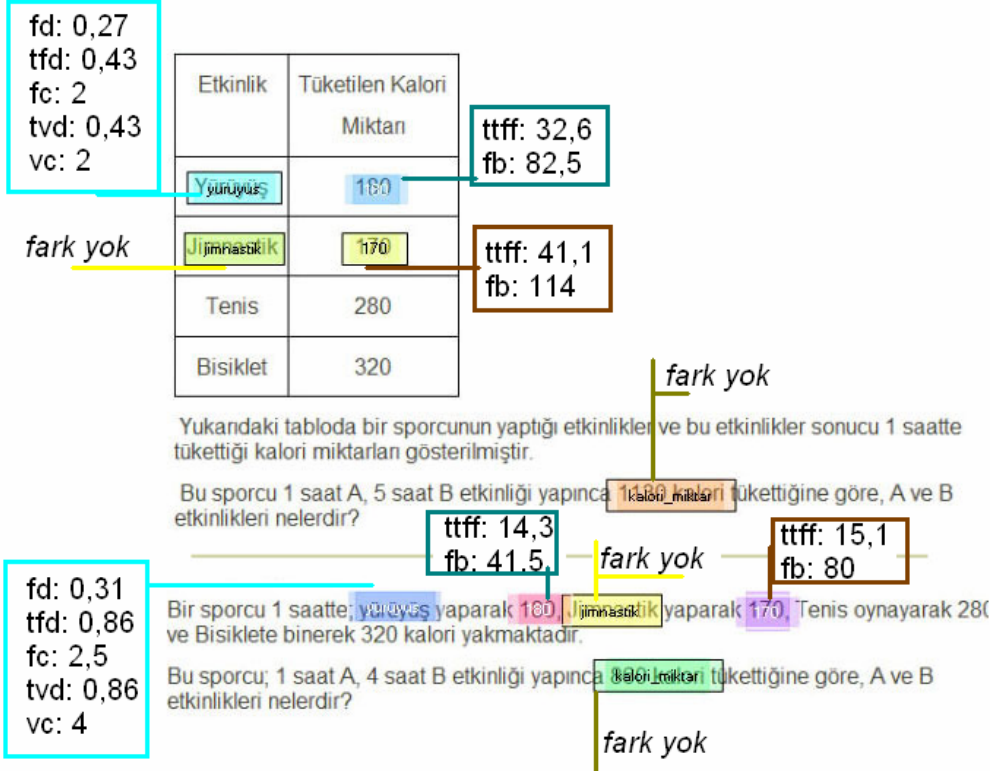 fd: 0,27
tfd: 0,43
fc: 2
tvd: 0,43
vc: 2
Etkinlik Tüketilen Kalori
Miktarı
ttff: 32,6
fb: 82,5
Yürüyüş yuruyus 180
fark yok
Jimnastik jimnastik 170 170
ttff: 41,1
fb: 114
Tenis 280
Bisiklet 320
fark yok
Yukarıdaki tabloda bir sporcunun yaptığı etkinlikler ve bu etkinlikler sonucu 1 saatte
tükettiği kalori miktarları gösterilmiştir.
Bu sporcu 1 saat A, 5 saat B etkinliği yapınca kalori_miktar tükettiğine göre, A ve B
etkinlikleri nelerdir?
ttff: 14,3
fb: 41.5,
fark yok
ttff: 15,1
fb: 80
fd: 0,31
tfd: 0,86
fc: 2,5
tvd: 0,86
vc: 4
Bir sporcu 1 saatte; yürüyüş yuruyus yaparak 180, Jimnastik jimnastik yaparak 170, Tenis oynayarak 280
ve Bisiklete binerek 320 kalori yakmaktadır.
Bu sporcu; 1 saat A, 4 saat B etkinliği yapınca kalori_miktar tükettiğine göre, A ve B
etkinlikleri nelerdir?
fark yok